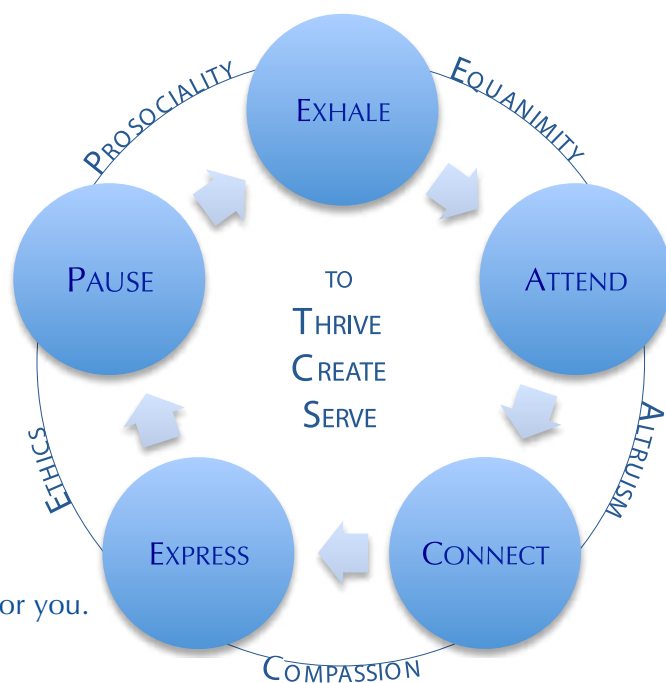 PROSOCIALITY
EXHALE
EQUANIMITY
PAUSE
ATTEND
TO
THRIVE
CREATE
SERVE
ETHICS
ALTRUISM
EXPRESS
CONNECT
or you.
COMPASSION